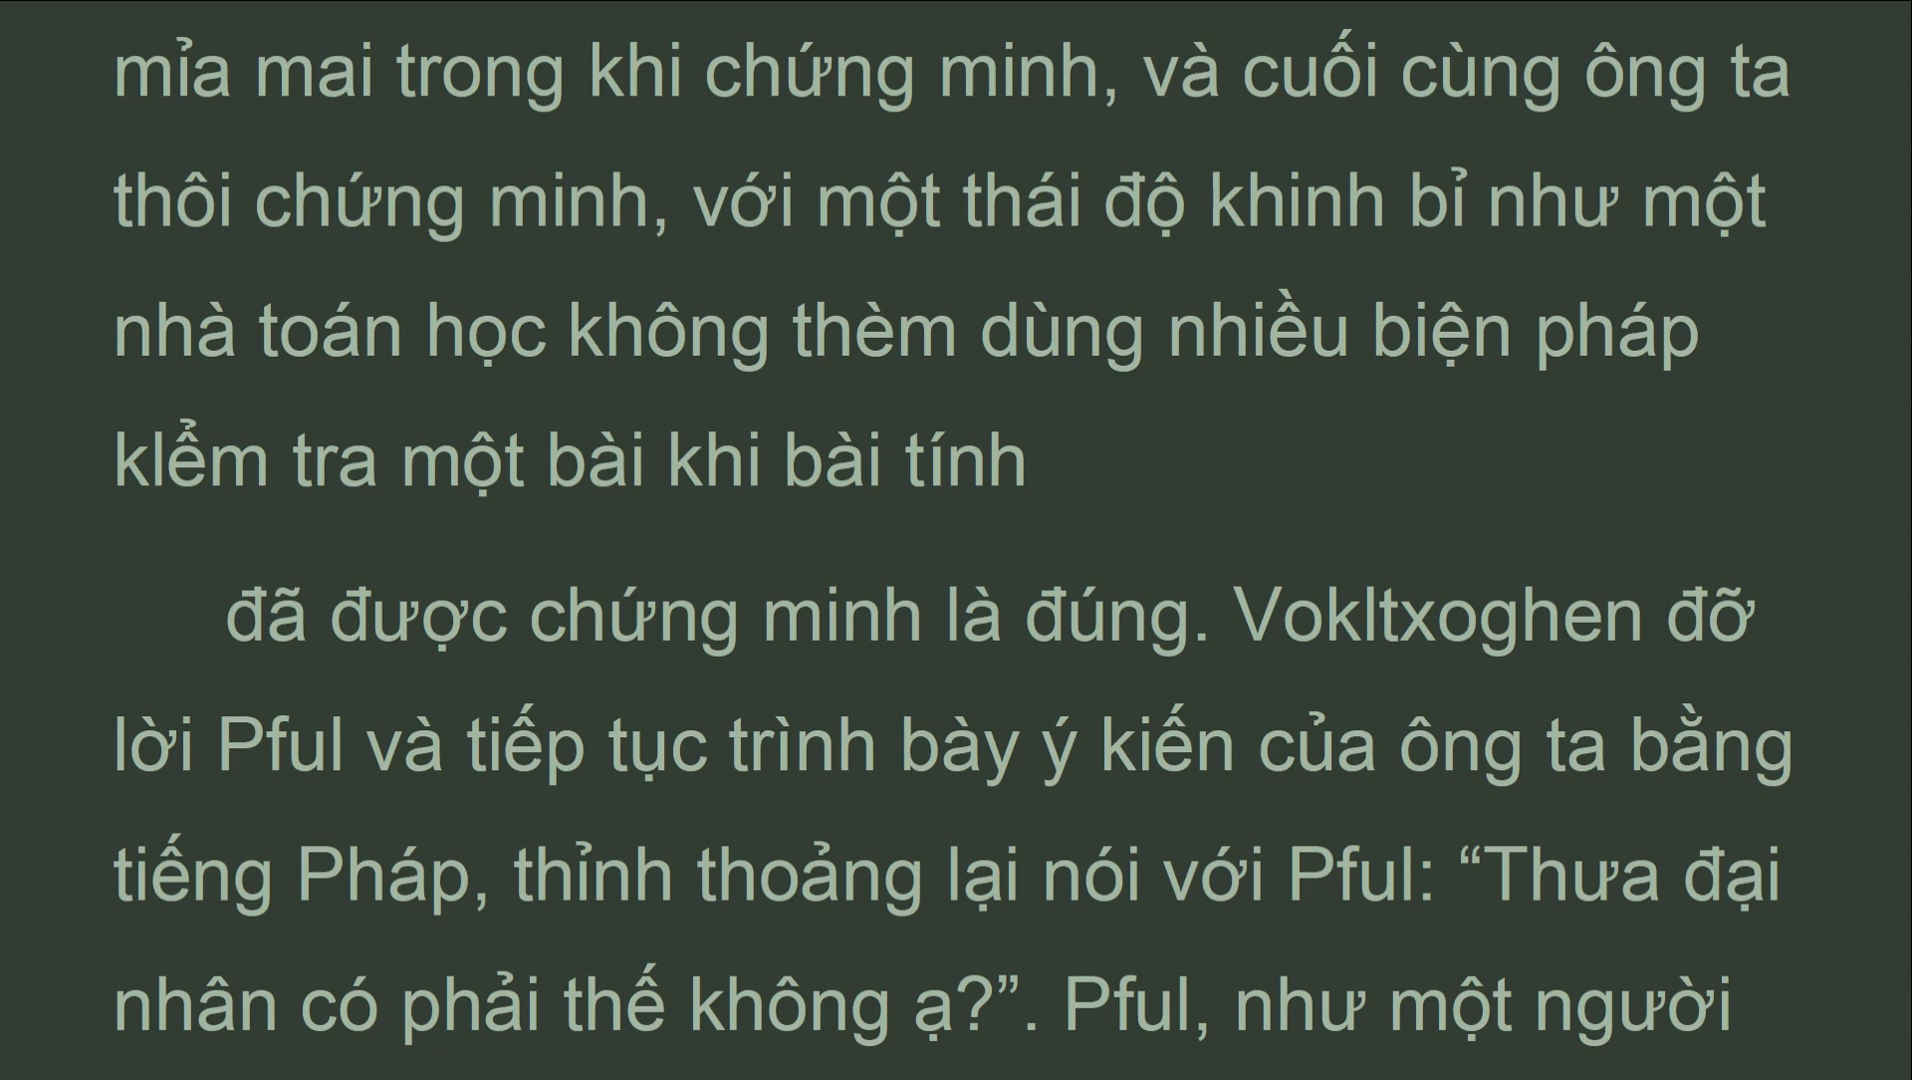 mỉa mai trong khi chứng minh, và cuối cùng ông ta
thôi chứng minh, với một thái độ khinh bỉ như một
nhà toán học không thèm dùng nhiều biện pháp
klểm tra một bài khi bài tính
đã được chứng minh là đúng. Vokltxoghen đỡ
lời Pful và tiếp tục trình bày ý kiến của ông ta bằng
tiếng Pháp, thỉnh thoảng lại nói với Pful: “Thưa đại
nhân có phải thế không ạ?”. Pful, như một người